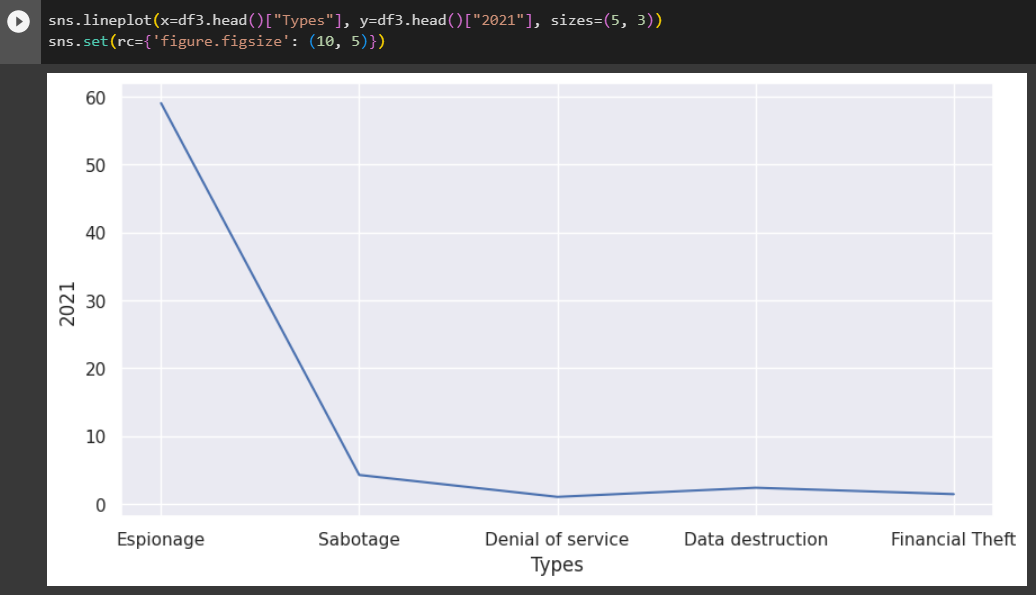 sns.lineplot(x=df3.head()["Types"], y=df3.head()["2021"], sizes=(5, 3))
sns.set(rc={'figure.figsize': (10, 5)})
60
50
40
30
20
10
0
2021
Espionage Sabotage Denial of service Data destruction Financial Theft
Types